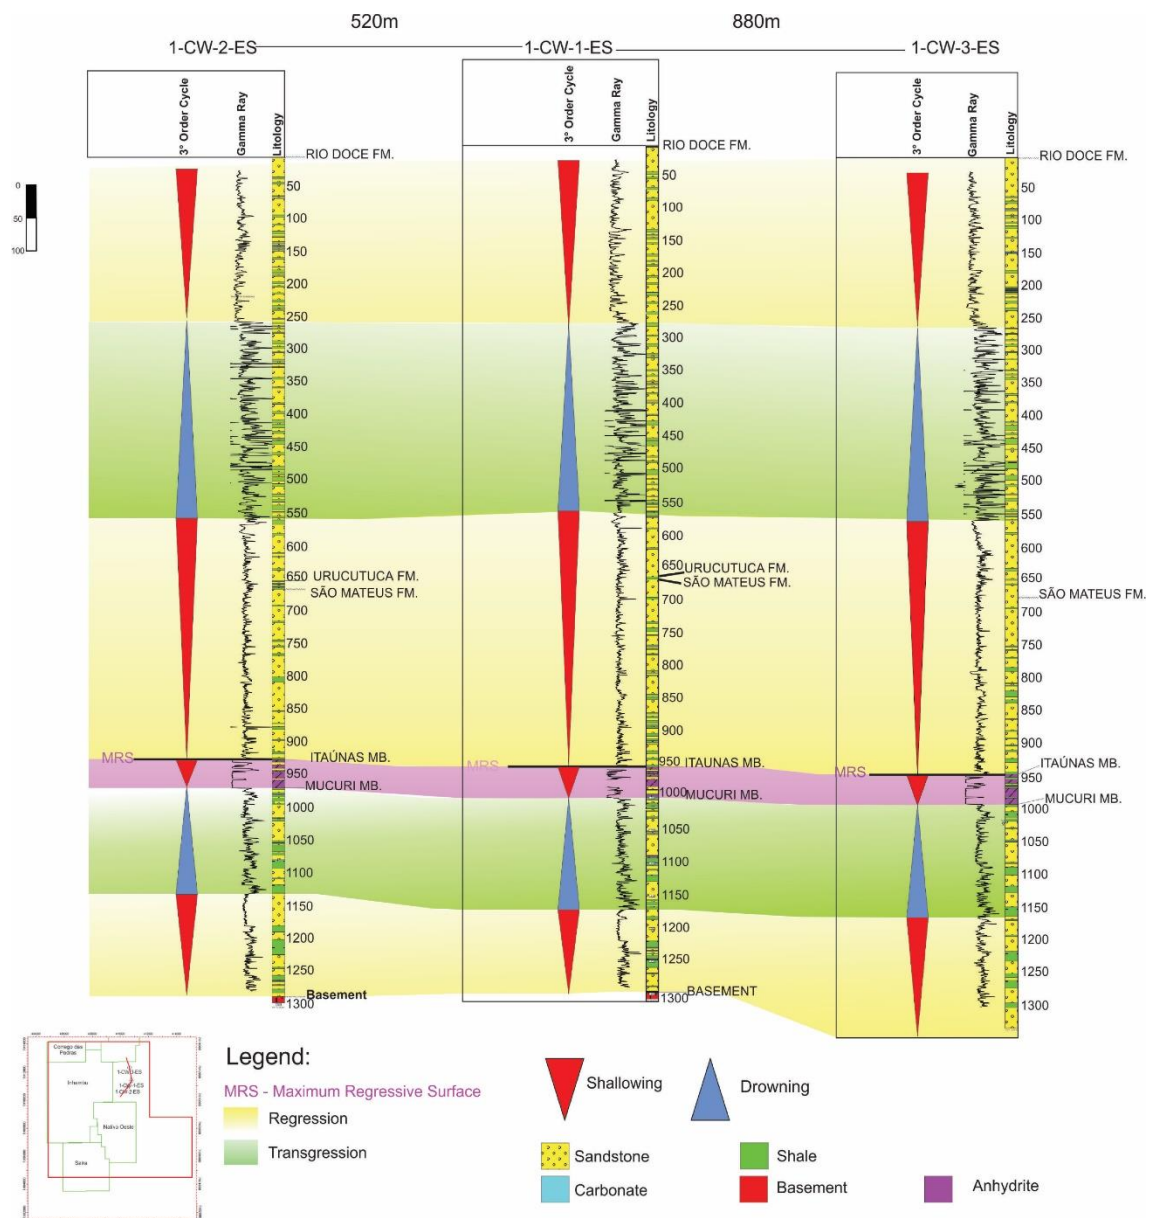 520m
880m
1-CW-2-ES
1-CW-1-ES
1-CW-3-ES
3° Order Cycle
Gamma Ray
Litology
3° Order Cycle
Gamma Ray
Litology
3° Order Cycle
Gamma Ray
Litology
RIO DOCE FM.
RIO DOCE FM.
RIO DOCE FM.
0
50
100
50
100
150
200
250
300
350
400
450
500
550
600
650
700
750
800
850
900
950
1000
1050
1100
1150
1200
1250
1300
URUCUTUCA FM.
SÃO MATEUS FM.
MRS
ITAÚNAS MB.
MUCURI MB.
Basement
50
100
150
200
250
300
350
400
450
500
550
600
650
700
750
800
850
900
950
1000
1050
1100
1150
1200
1250
1300
URUCUTUCA FM.
SÃO MATEUS FM.
MRS
ITAUNAS MB.
MUCURI MB.
BASEMENT
50
100
150
200
250
300
350
400
450
500
550
600
650
700
750
800
850
900
950
1000
1050
1100
1150
1200
1250
1300
SÃO MATEUS FM.
MRS
ITAÚNAS MB.
MUCURI MB.
Nativo Oeste
Legend:
MRS - Maximum Regressive Surface
Regression
Transgression
Shallowing
Drowning
Sandstone
Shale
Carbonate
Basement
Anhydrite